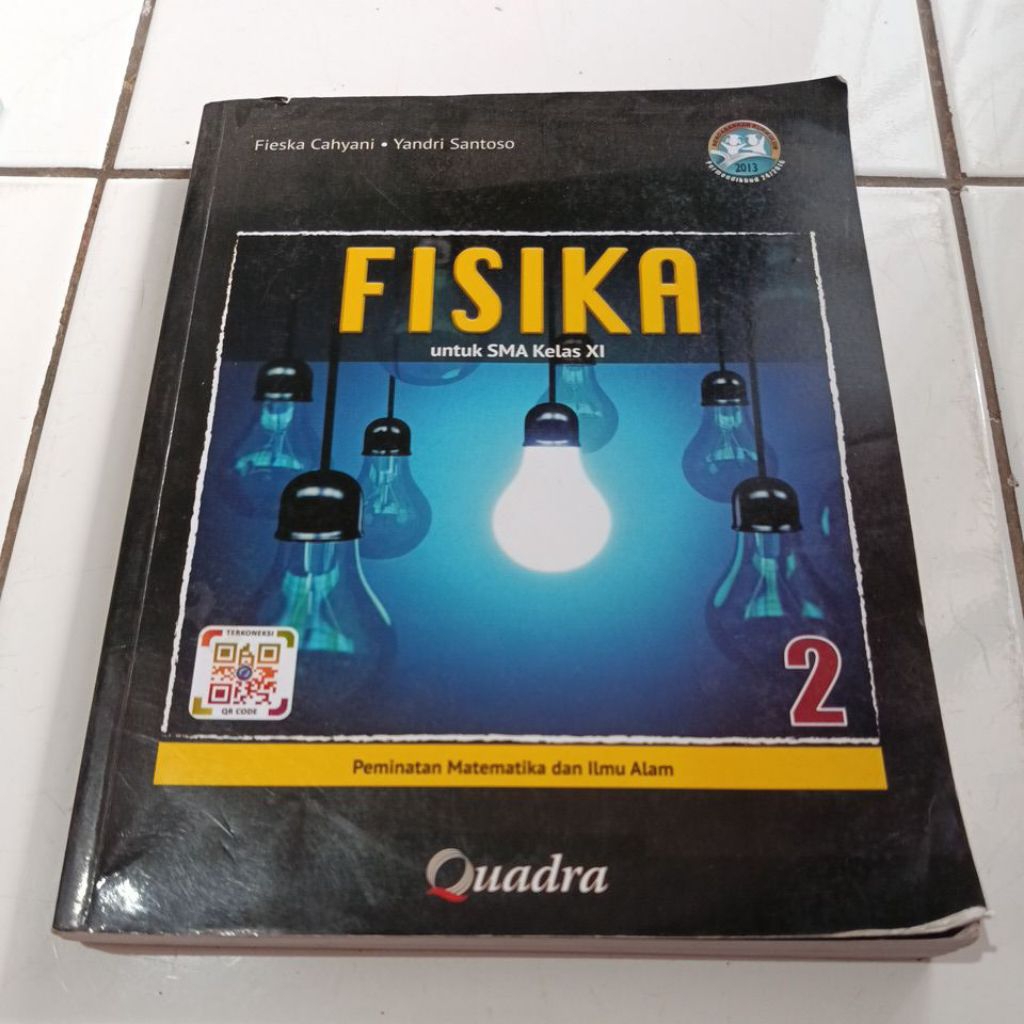 Fieska Cahyani • Yandri Santoso
2013
FISIKA
untuk SMA Kelas XI
TERKONEKSI
QR CODE
2
Peminatan Matematika dan Ilmu Alam
Quadra